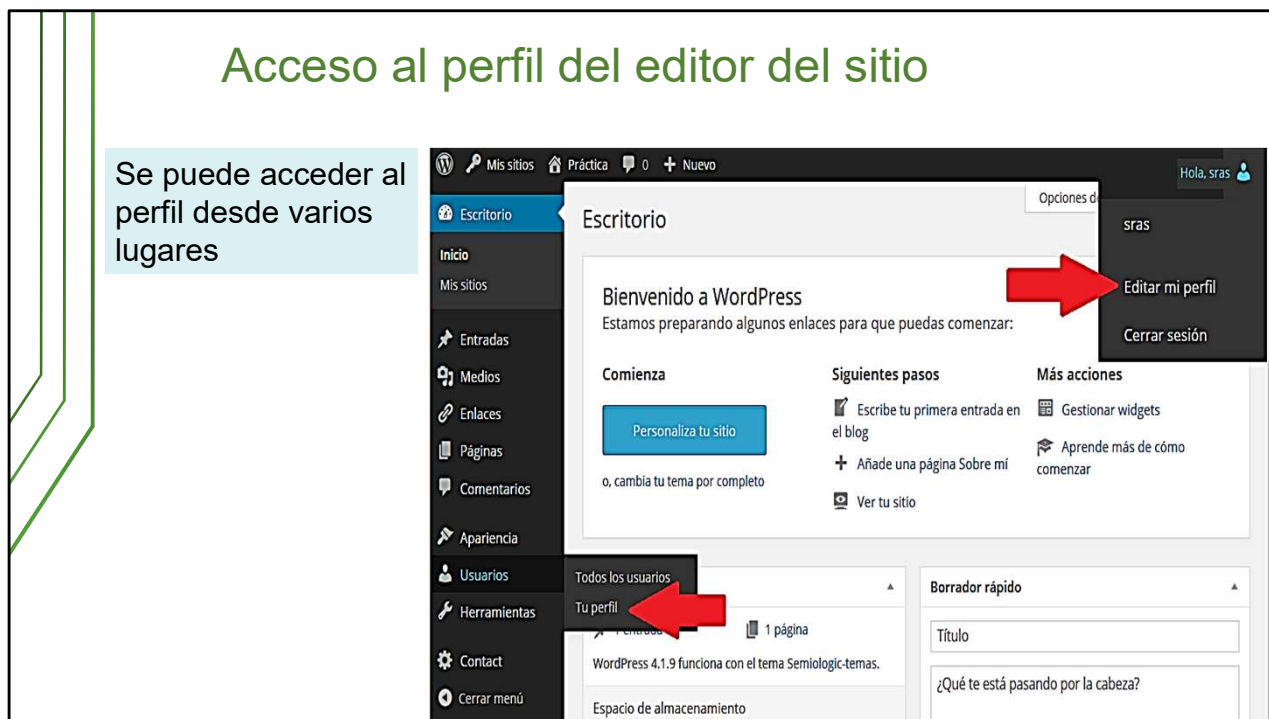 Acceso al perfil del editor del sitio
Se puede acceder al
perfil desde varios
lugares
Mis sitios Práctica 0 + Nuevo
Hola, sras
Escritorio
Inicio
Mis sitios
Entradas
Medios
Enlaces
Páginas
Comentarios
Apariencia
Usuarios
Herramientas
Contact
Cerrar menú
Todos los usuarios
Tu perfil
Escritorio
Opciones d
sras
Editar mi perfil
Cerrar sesión
Bienvenido a WordPress
Estamos preparando algunos enlaces para que puedas comenzar:
Comienza
Personaliza tu sitio
o, cambia tu tema por completo
Siguientes pasos
Escribe tu primera entrada en
el blog
Añade una página Sobre mí
Ver tu sitio
Más acciones
Gestionar widgets
Aprende más de cómo
comenzar
1 página
WordPress 4.1.9 funciona con el tema Semiologic-temas.
Espacio de almacenamiento
Borrador rápido
Título
¿Qué te está pasando por la cabeza?